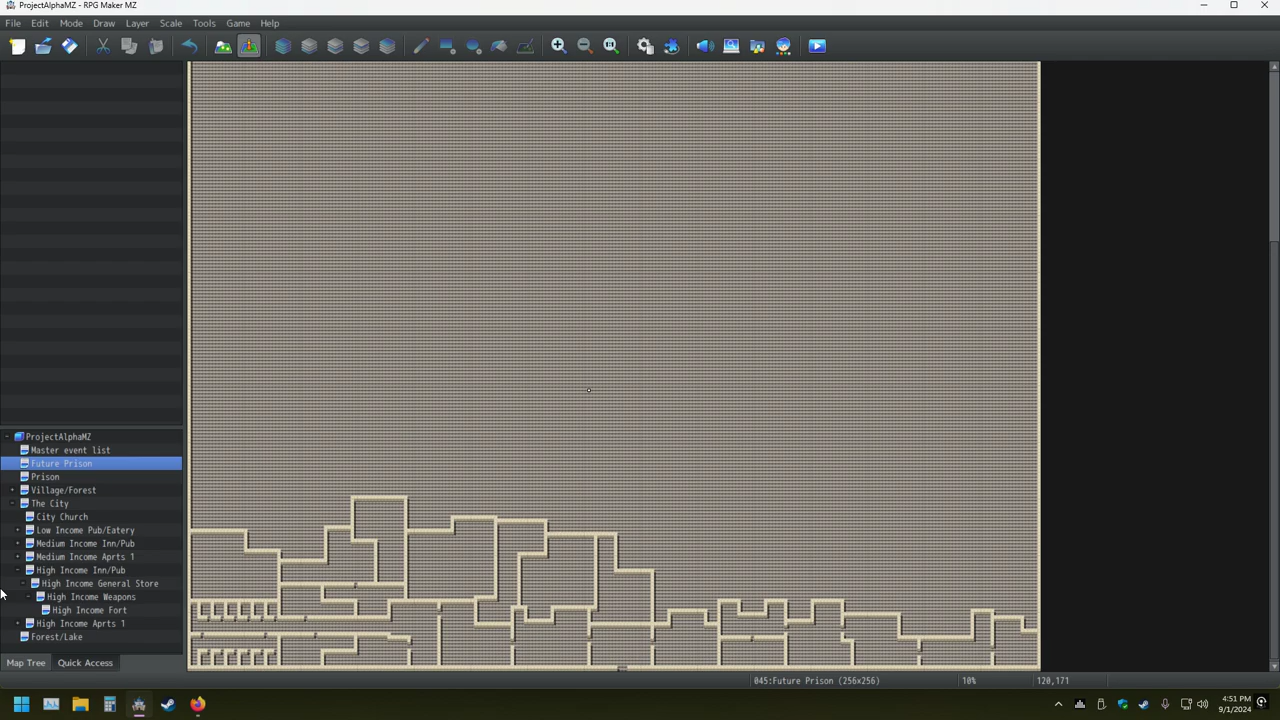 ProjectAlphaMZ - RPG Maker MZ
File Edit Mode Draw Layer Scale Tools Game Help
ProjectAlphaMZ
Master event list
Future Prison
Prison
Village/Forest
The City
City Church
Low Income Pub/Eatery
Medium Income Inn/Pub
Medium Income Aprts 1
High Income Inn/Pub
High Income General Store
High Income Weapons
High Income Fort
High Income Aprts 1
Forest/Lake
Map Tree Quick Access
045:Future Prison (256x256) 10% 120,171
4:51 PM
9/1/2024